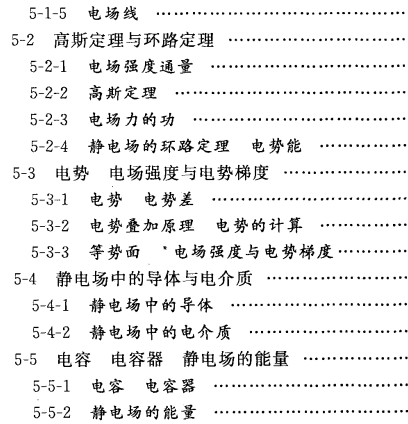 5-1-5 电场线 ……………………………………
5-2 高斯定理与环路定理 ……………………………
5-2-1 电场强度通量 ……………………………
5-2-2 高斯定理 …………………………………
5-2-3 电场力的功 ………………………………
5-2-4 静电场的环路定理 电势能 ………………
5-3 电势 电场强度与电势梯度 ……………………
5-3-1 电势 电势差 ……………………………
5-3-2 电势叠加原理 电势的计算 ………………
5-3-3 等势面 *电场强度与电势梯度 ……………
5-4 静电场中的导体与电介质 ………………………
5-4-1 静电场中的导体 …………………………
5-4-2 静电场中的电介质 ………………………
5-5 电容 电容器 静电场的能量 …………………
5-5-1 电容 电容器 ……………………………
5-5-2 静电场的能量 ……………………………